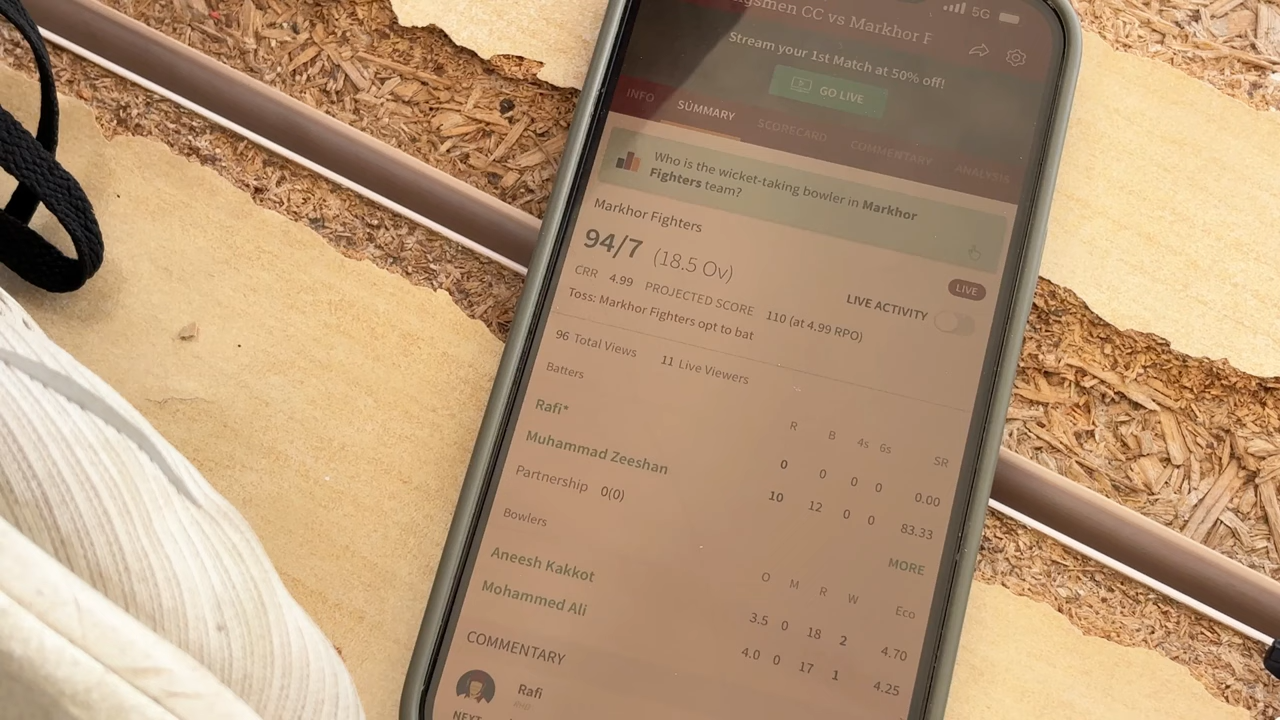 gsmen CC vs Markhor F
5G
Stream your 1st Match at 50% off!
GO LIVE
INFO SUMMARY SCORECARD COMMENTARY ANALYSIS
Who is the wicket-taking bowler in Markhor
Fighters team?
Markhor Fighters
94/7 (18.5 Ov)
LIVE
CRR 4.99 PROJECTED SCORE 110 (at 4.99 RPO)
LIVE ACTIVITY
Toss: Markhor Fighters opt to bat
96 Total Views 11 Live Viewers
Batters R B 4s 6s SR
Rafi* 0 0 0 0 0.00
Muhammad Zeeshan 10 12 0 0 83.33
Partnership 0(0) MORE
Bowlers O M R W Eco
Aneesh Kakkot 3.5 0 18 2 4.70
Mohammed Ali 4.0 0 17 1 4.25
COMMENTARY
Rafi
NEXT